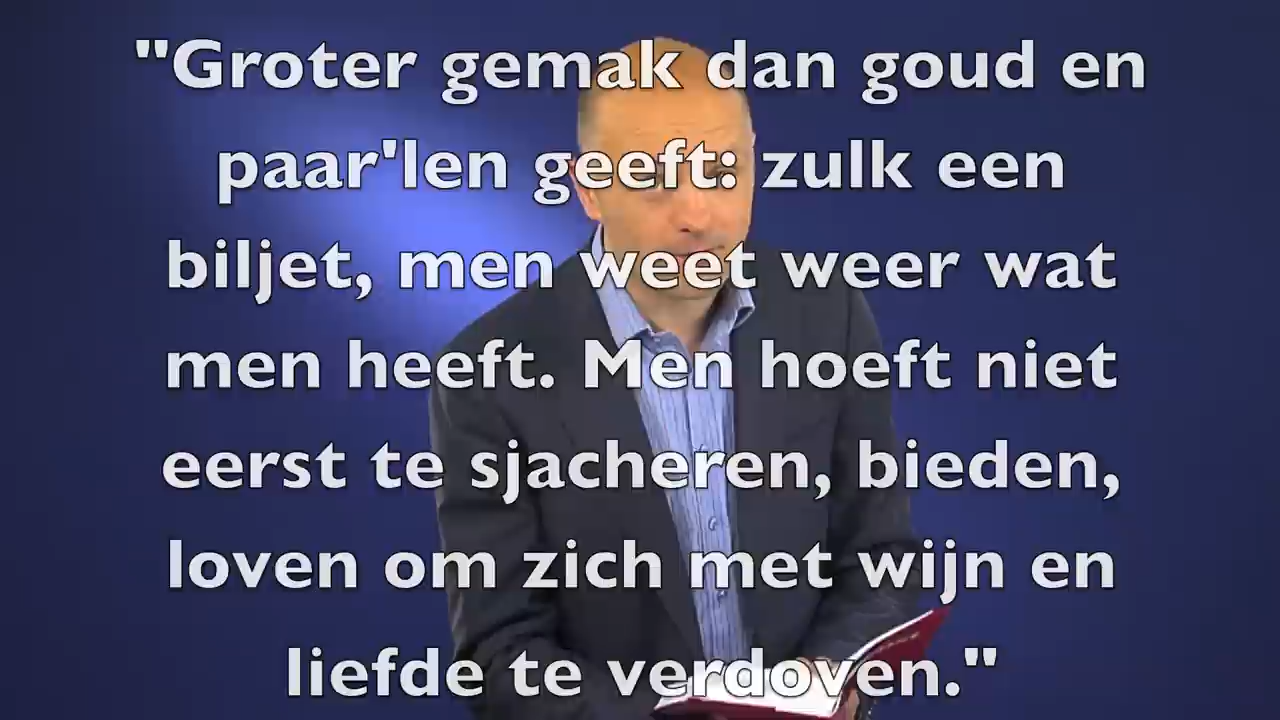 "Groter gemak dan goud en
paar'len geeft: zulk een
biljet, men weet weer wat
men heeft. Men hoeft niet
eerst te sjacheren, bieden,
loven om zich met wijn en
liefde te verdoven."